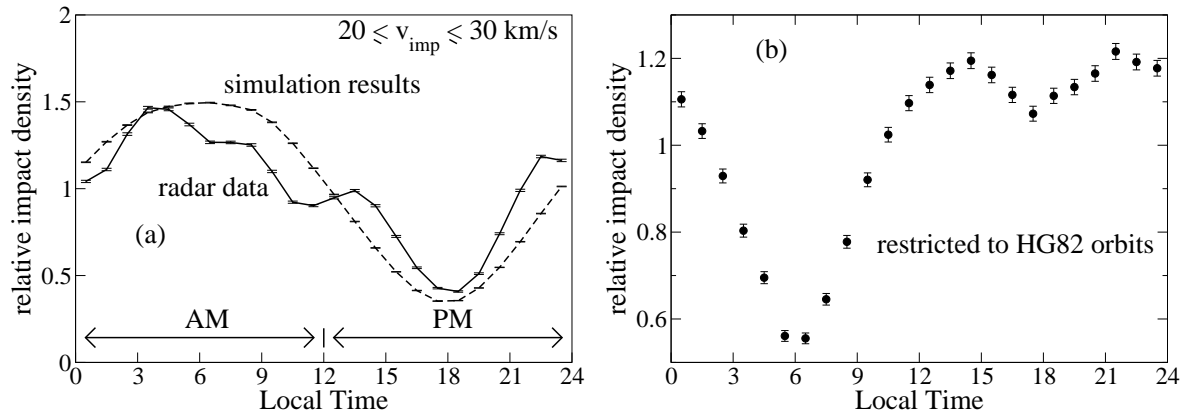 2
1.5
1
0.5
0
relative impact density
20 ⩽ v_imp ⩽ 30 km/s
simulation results
radar data
(a)
AM
PM
0 3 6 9 12 15 18 21 24
Local Time
1.2
1
0.8
0.6
relative impact density
(b)
restricted to HG82 orbits
0 3 6 9 12 15 18 21 24
Local Time